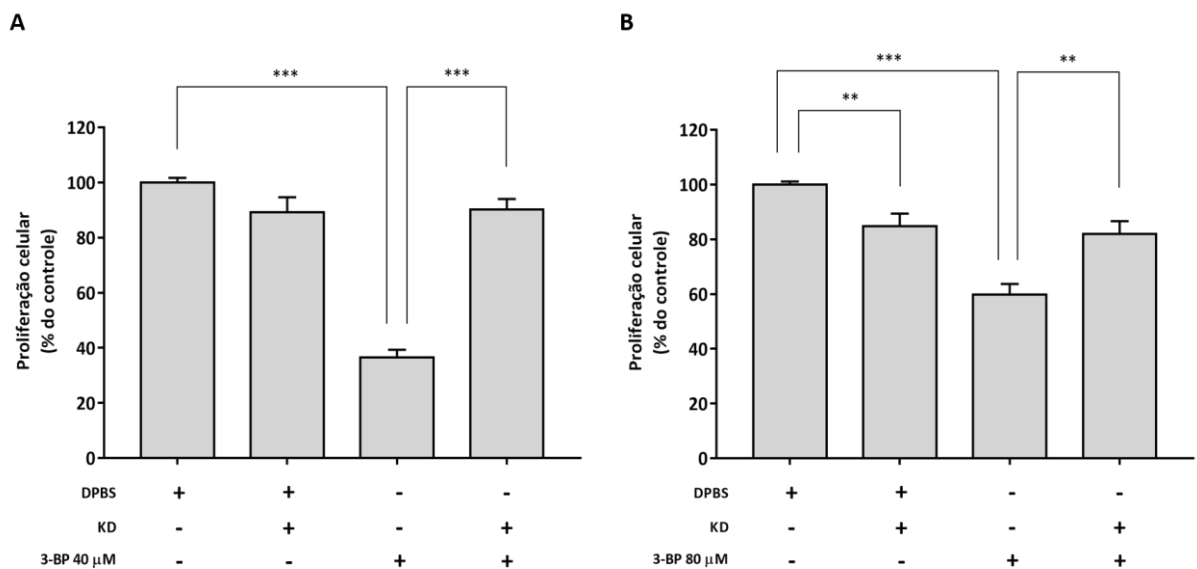 A
***
***
120
100
80
60
40
20
0
Proliferação celular
(% do controle)
DPBS + + - -
KD - + - +
3-BP 40 μM - - + +
B
***
**
**
120
100
80
60
40
20
0
Proliferação celular
(% do controle)
DPBS + + - -
KD - + - +
3-BP 80 μM - - + +